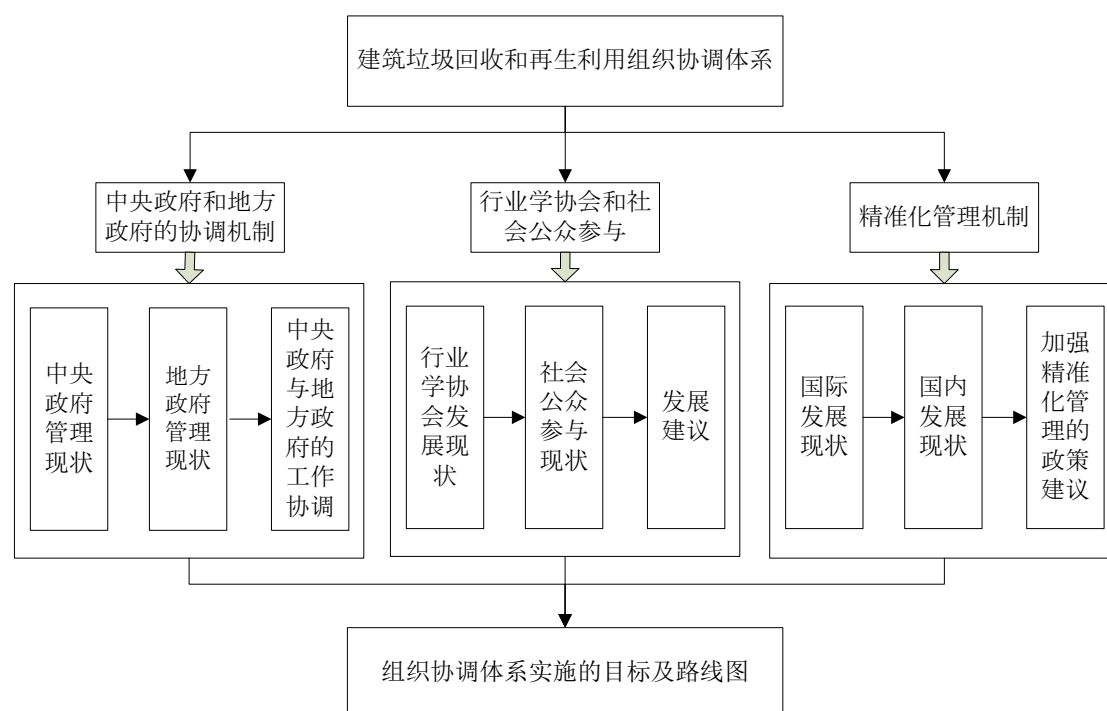 建筑垃圾回收和再生利用组织协调体系
中央政府和地方
政府的协调机制
行业学协会和社
会公众参与
精准化管理机制
中央
政府
管理
现状
地方
政府
管理
现状
中央
政府
与地
方政
府的
工作
协调
行业
学协
会发
展现
状
社会
公众
参与
现状
发展
建议
国际
发展
现状
国内
发展
现状
加强
精准
化管
理的
政策
建议
组织协调体系实施的目标及路线图